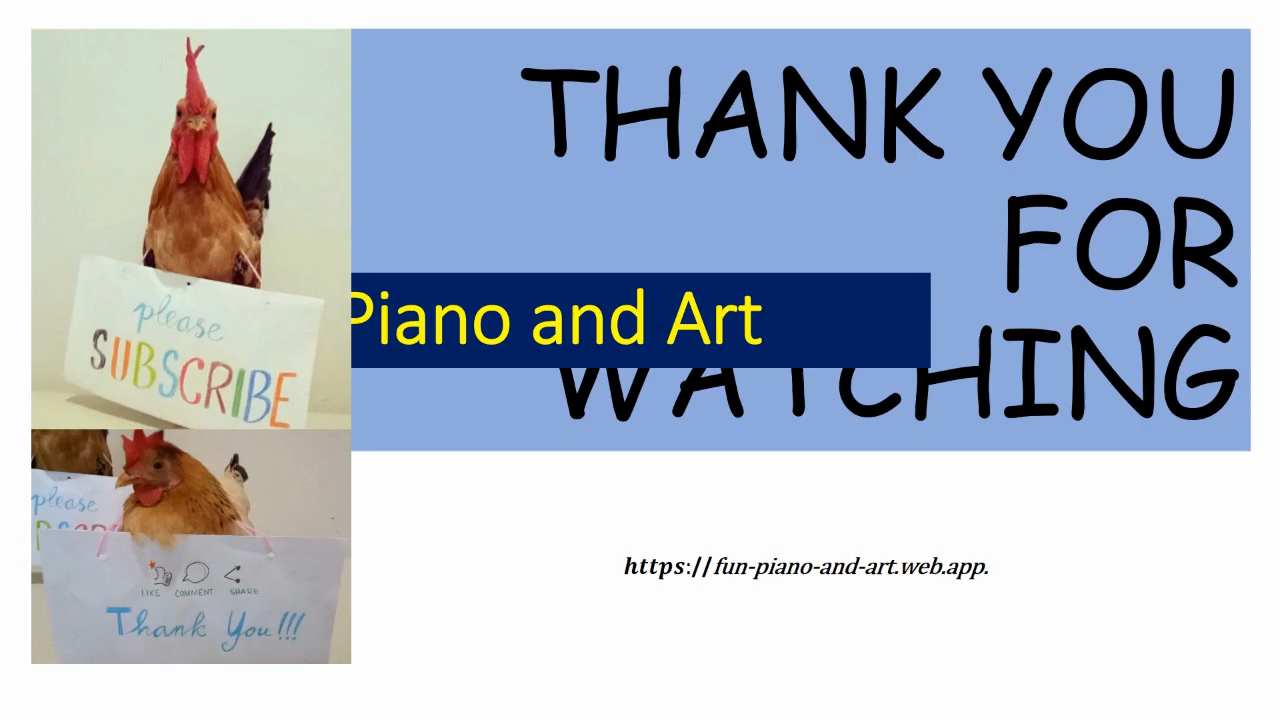 THANK YOU
FOR
WATCHING
Piano and Art
please
SUBSCRIBE
please
LIKE COMMENT SHARE
Thank You!!!
https://fun-piano-and-art.web.app.